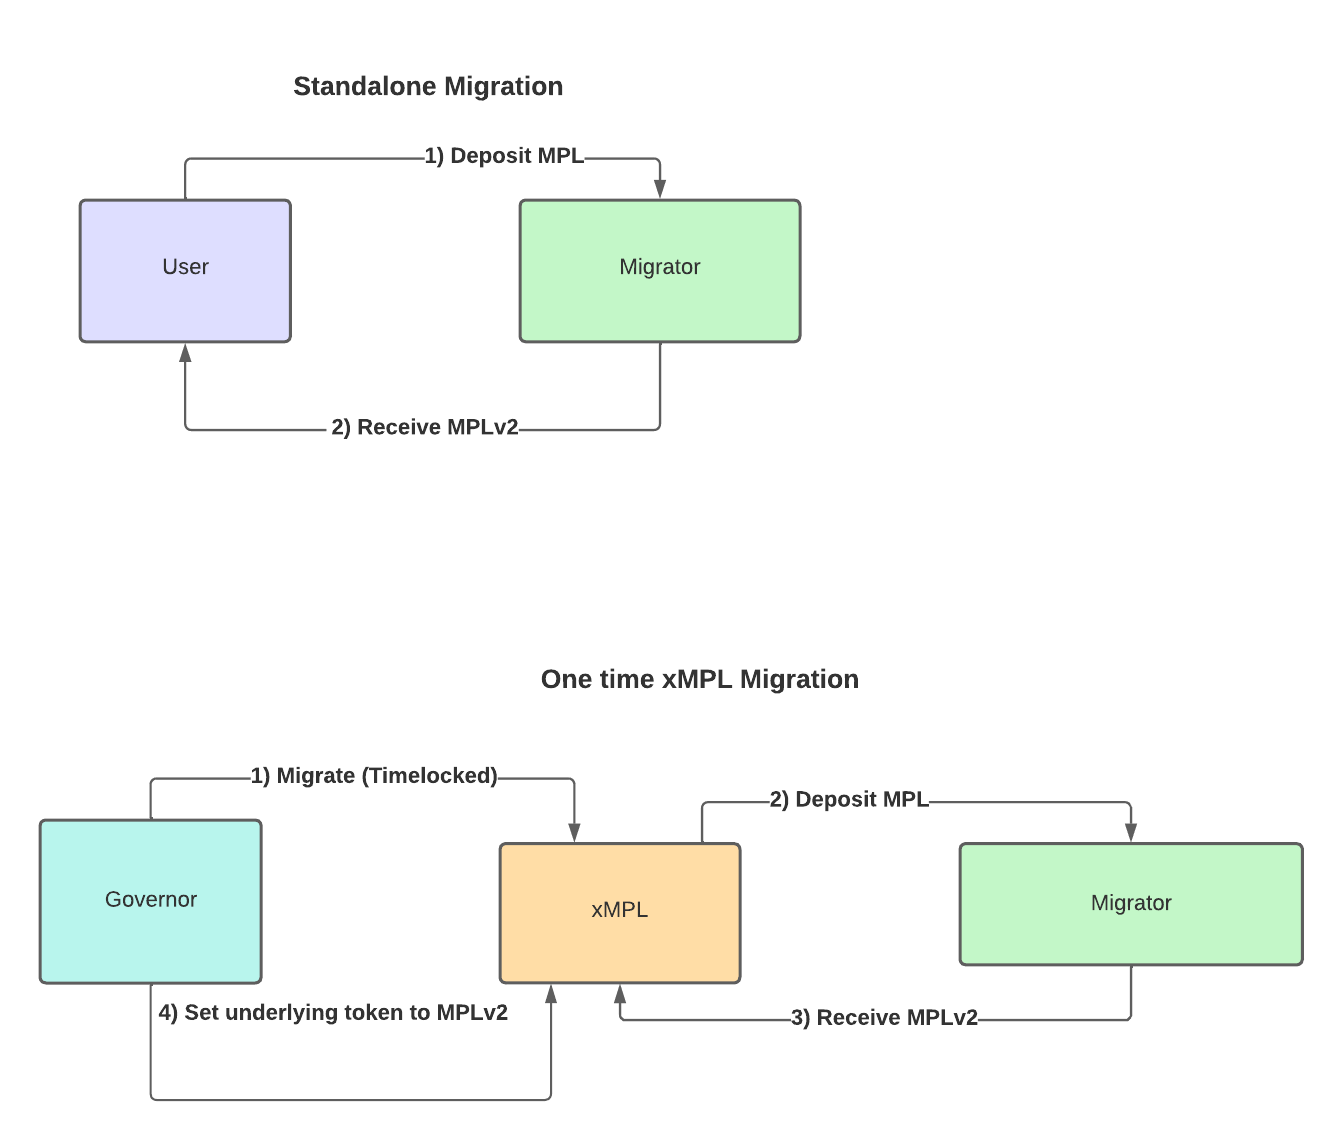 Standalone Migration
1) Deposit MPL
User
Migrator
2) Receive MPLv2
One time xMPL Migration
1) Migrate (Timelocked)
2) Deposit MPL
Governor
xMPL
Migrator
4) Set underlying token to MPLv2
3) Receive MPLv2